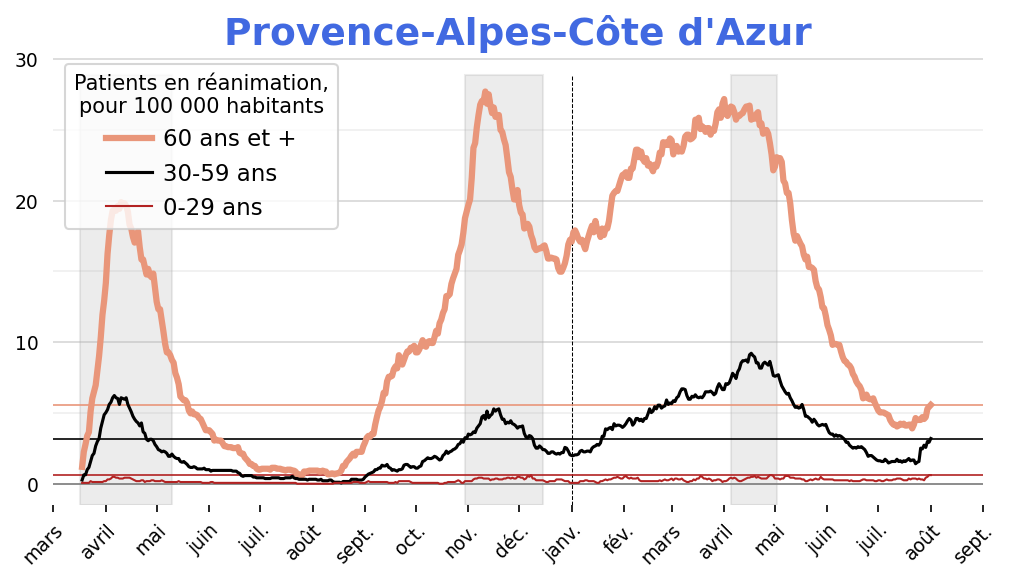 Provence-Alpes-Côte d'Azur
Patients en réanimation,
pour 100 000 habitants
60 ans et +
30-59 ans
0-29 ans
30
20
10
0
mars
avril
mai
juin
juil.
août
sept.
oct.
nov.
déc.
janv.
fév.
mars
avril
mai
juin
juil.
août
sept.